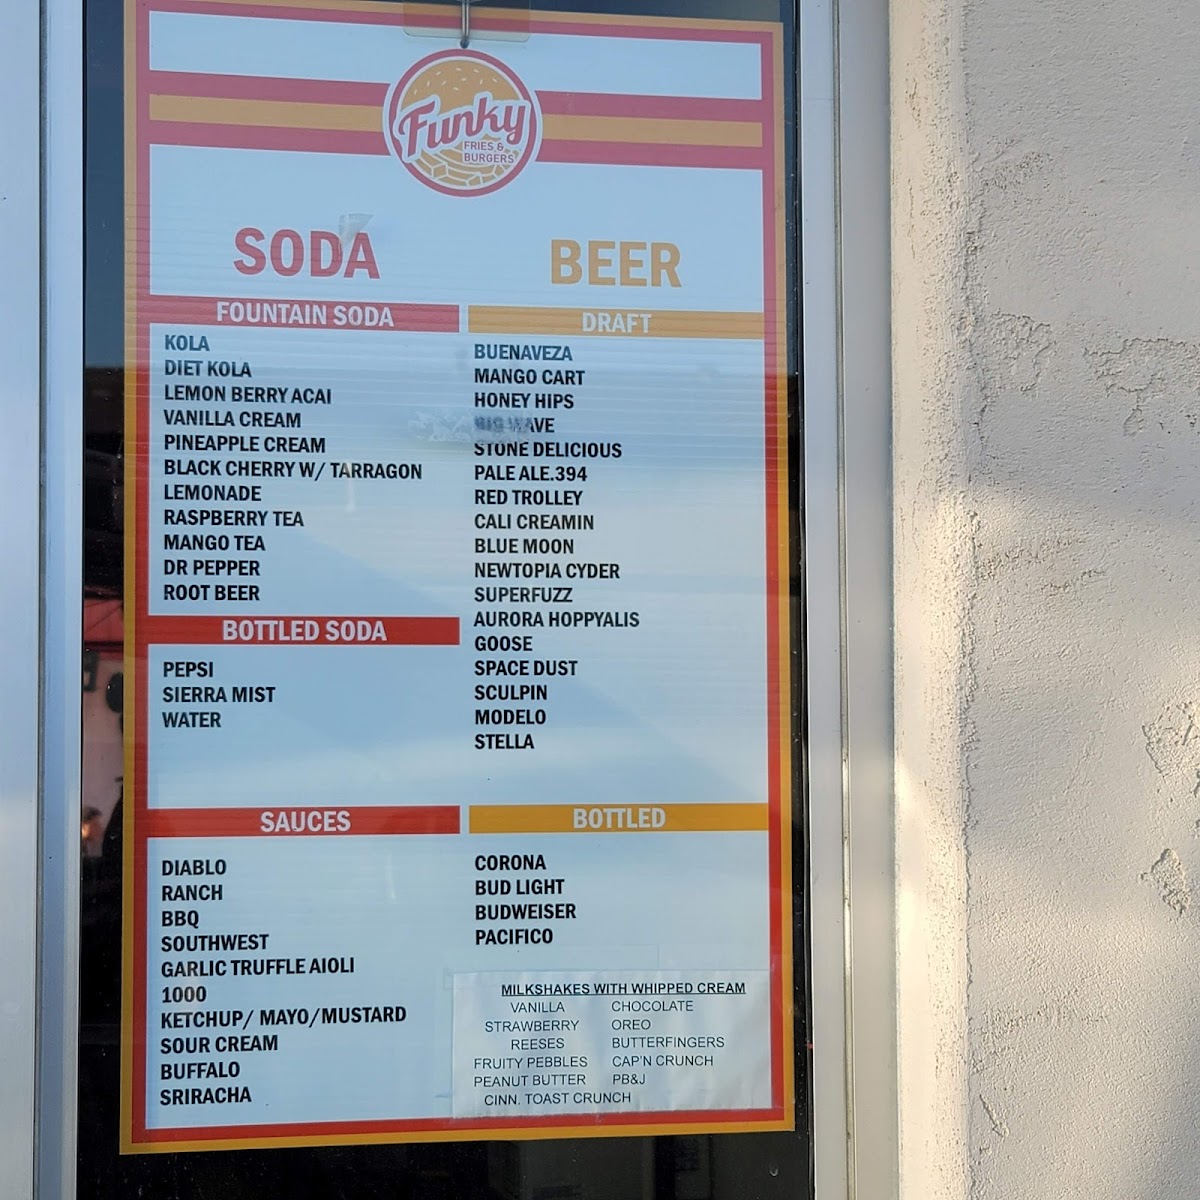 Funky
FRIES &
BURGERS
SODA
FOUNTAIN SODA
KOLA
DIET KOLA
LEMON BERRY ACAI
VANILLA CREAM
PINEAPPLE CREAM
BLACK CHERRY W/ TARRAGON
LEMONADE
RASPBERRY TEA
MANGO TEA
DR PEPPER
ROOT BEER
BOTTLED SODA
PEPSI
SIERRA MIST
WATER
SAUCES
DIABLO
RANCH
BBQ
SOUTHWEST
GARLIC TRUFFLE AIOLI
1000
KETCHUP/ MAYO/MUSTARD
SOUR CREAM
BUFFALO
SRIRACHA
BEER
DRAFT
BUENAVEZA
MANGO CART
HONEY HIPS
BIG WAVE
STONE DELICIOUS
PALE ALE.394
RED TROLLEY
CALI CREAMIN
BLUE MOON
NEWTOPIA CYDER
SUPERFUZZ
AURORA HOPPYALIS
GOOSE
SPACE DUST
SCULPIN
MODELO
STELLA
BOTTLED
CORONA
BUD LIGHT
BUDWEISER
PACIFICO
MILKSHAKES WITH WHIPPED CREAM
VANILLA CHOCOLATE
STRAWBERRY OREO
REESES BUTTERFINGERS
FRUITY PEBBLES CAP'N CRUNCH
PEANUT BUTTER PB&J
CINN. TOAST CRUNCH